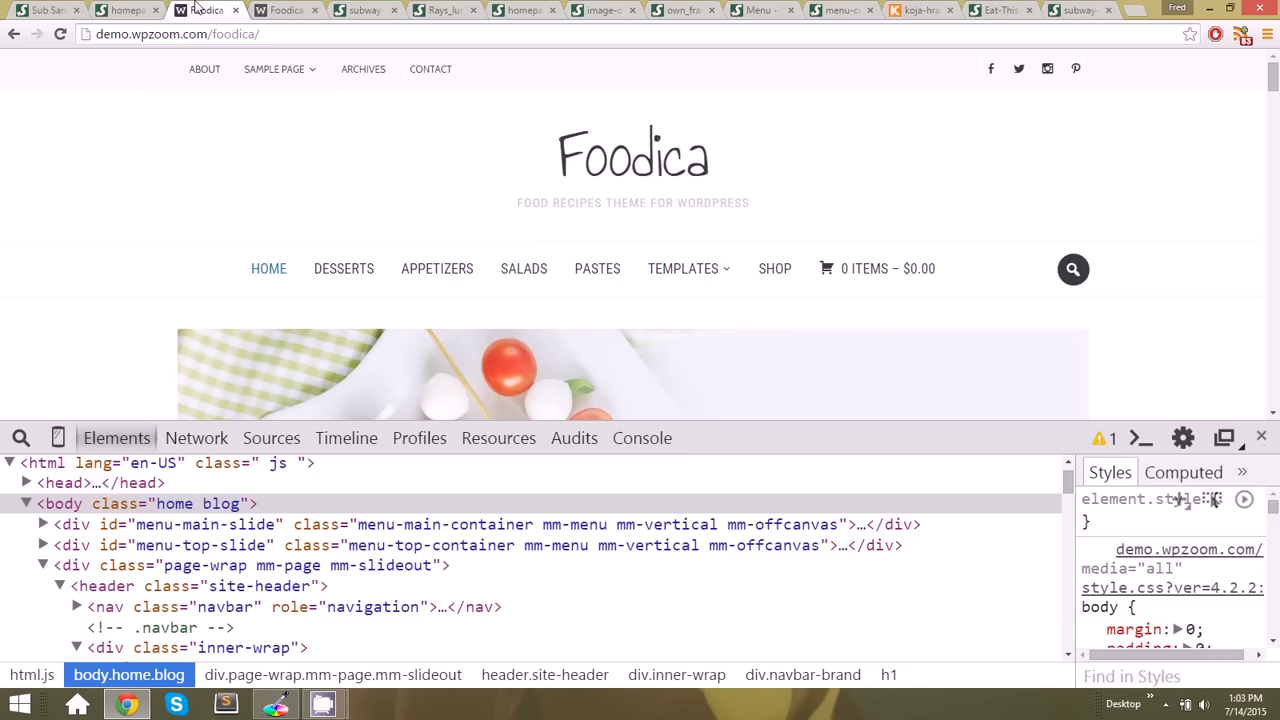 Sub San
homepa
Foodica
Foodica
subway-
Rays_lu
homepa
image-c
own_fra
Menu -
menu-c
koja-hra
Eat-This
subway-
Fred
demo.wpzoom.com/foodica/
83
ABOUT SAMPLE PAGE ARCHIVES CONTACT
Foodica
FOOD RECIPES THEME FOR WORDPRESS
HOME DESSERTS APPETIZERS SALADS PASTES TEMPLATES SHOP 0 ITEMS – $0.00
Elements Network Sources Timeline Profiles Resources Audits Console 1
<html lang="en-US" class=" js ">
<head>…</head>
<body class="home blog">
<div id="menu-main-slide" class="menu-main-container mm-menu mm-vertical mm-offcanvas">…</div>
<div id="menu-top-slide" class="menu-top-container mm-menu mm-vertical mm-offcanvas">…</div>
<div class="page-wrap mm-page mm-slideout">
<header class="site-header">
<nav class="navbar" role="navigation">…</nav>
<!-- .navbar -->
<div class="inner-wrap">
Styles Computed »
element.style
}
demo.wpzoom.com/
media="all"
style.css?ver=4.2.2:
body {
margin: 0;
padding: 0;
html.js body.home.blog div.page-wrap.mm-page.mm-slideout header.site-header div.inner-wrap div.navbar-brand h1
Find in Styles
Desktop
1:03 PM
7/14/2015